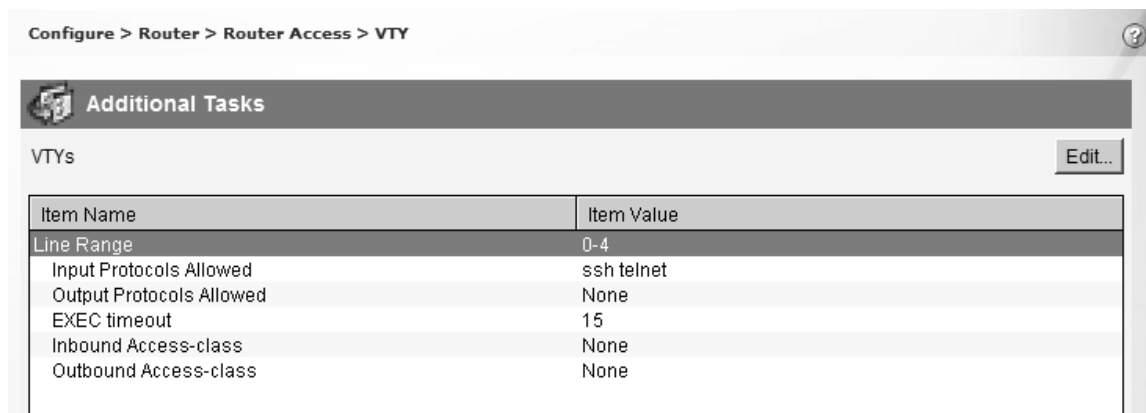 Configure > Router > Router Access > VTY
?
Additional Tasks
VTYs
Edit...
Item Name Item Value
Line Range 0-4
Input Protocols Allowed ssh telnet
Output Protocols Allowed None
EXEC timeout 15
Inbound Access-class None
Outbound Access-class None